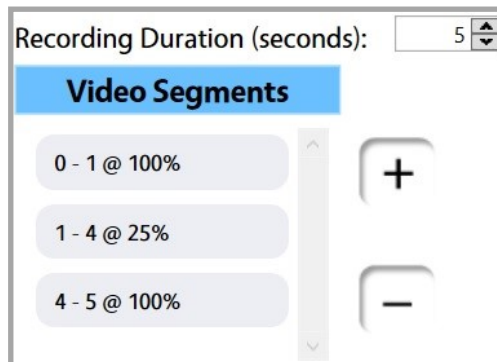 Recording Duration (seconds): 5
Video Segments
0 - 1 @ 100%
+
1 - 4 @ 25%
4 - 5 @ 100%
−